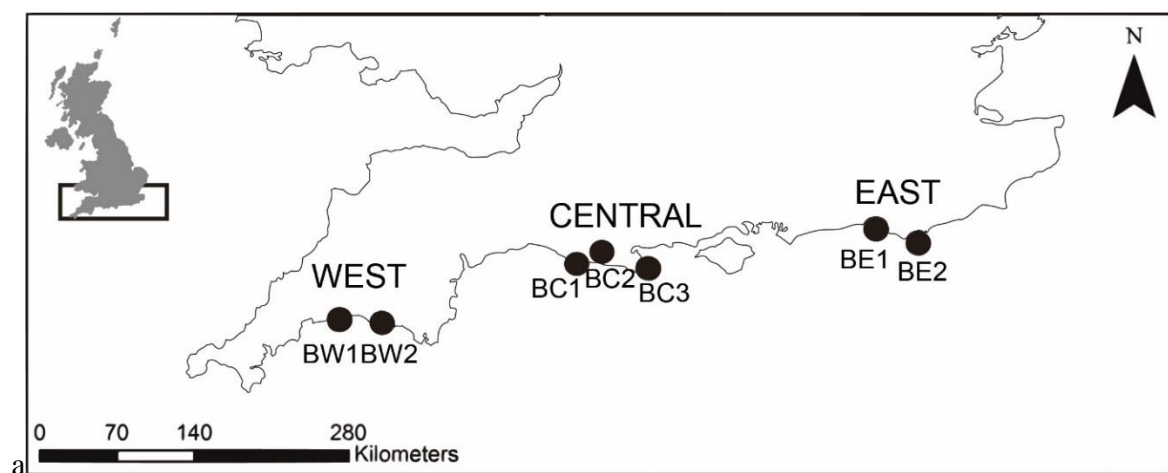 N
EAST
CENTRAL
BE1 BE2
WEST
BC1 BC2 BC3
BW1BW2
0 70 140 280
Kilometers
a